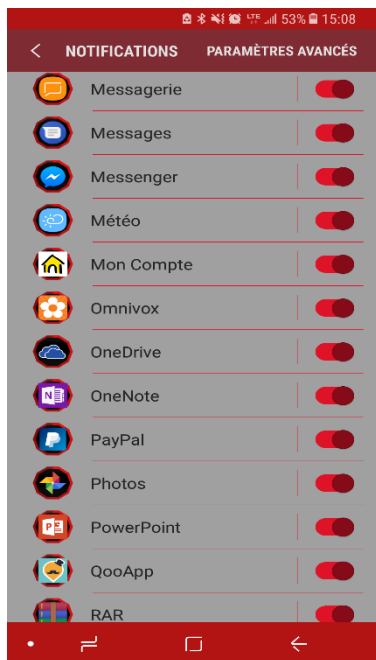 LTE 53% 15:08
NOTIFICATIONS PARAMÈTRES AVANCÉS
Messagerie
Messages
Messenger
Météo
Mon Compte
Omnivox
OneDrive
OneNote
PayPal
Photos
PowerPoint
QooApp
RAR